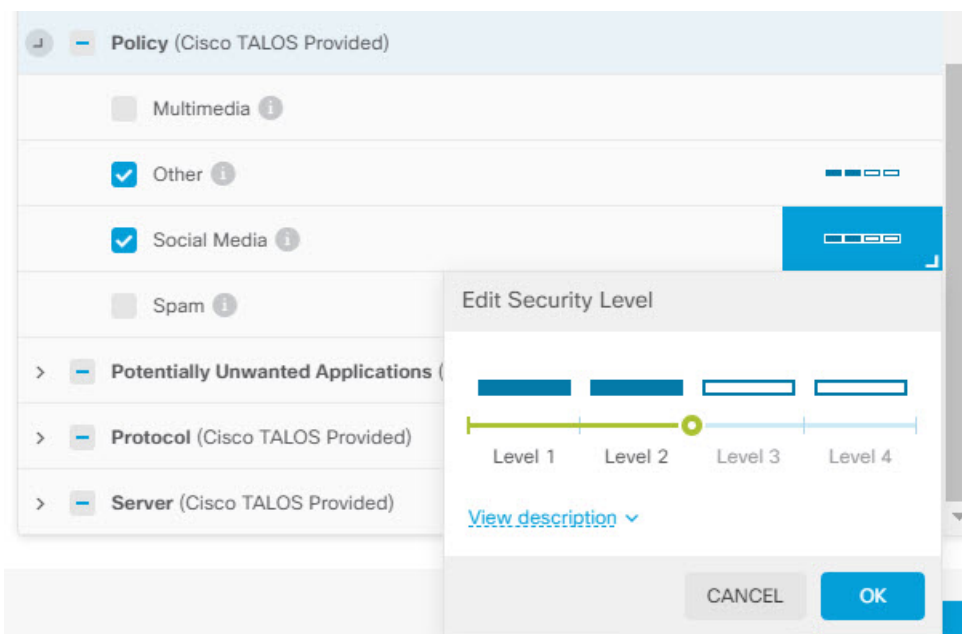 Policy (Cisco TALOS Provided)
Multimedia
Other
Social Media
Spam
Edit Security Level
Potentially Unwanted Applications (
Protocol (Cisco TALOS Provided)
Server (Cisco TALOS Provided)
Level 1 Level 2 Level 3 Level 4
View description
CANCEL OK